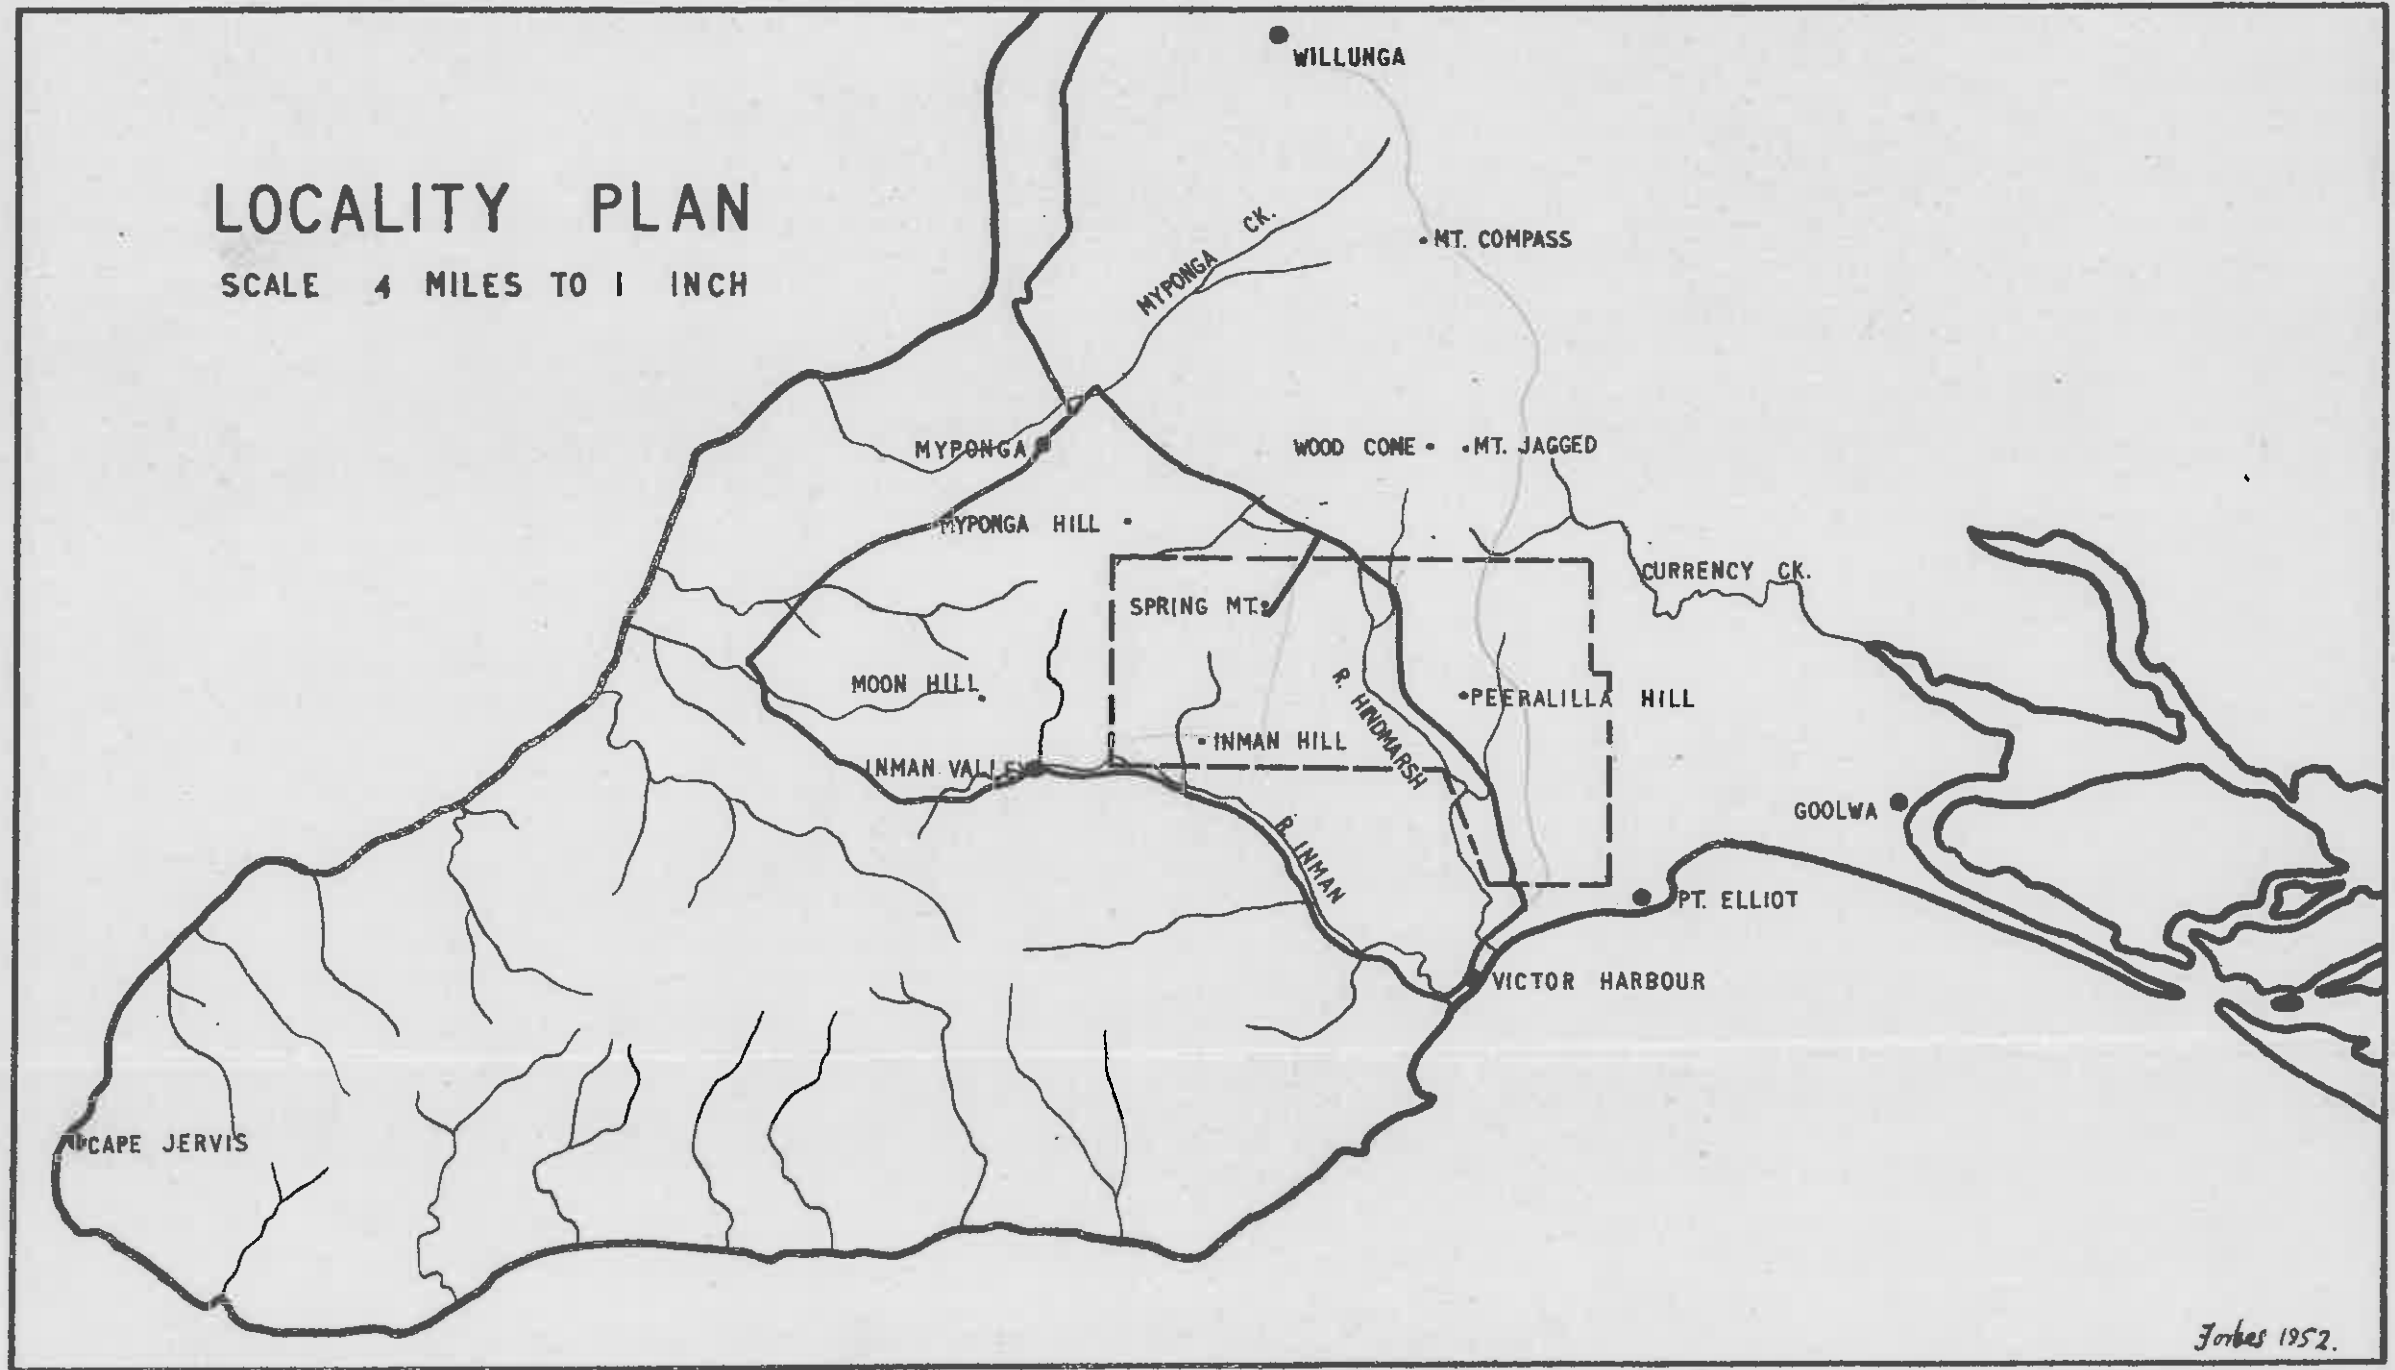 WILLUNGA
LOCALITY PLAN
SCALE 4 MILES TO 1 INCH
MYPONGA CK.
MT. COMPASS
MYPONGA
WOOD CONE
MT. JAGGED
MYPONGA HILL
CURRENCY CK.
SPRING MT.
MOON HILL
R. HINDMARSH
PEERALILLA HILL
INMAN HILL
INMAN VALLEY
GOOLWA
R. INMAN
PT. ELLIOT
VICTOR HARBOUR
CAPE JERVIS
Forbes 1952.